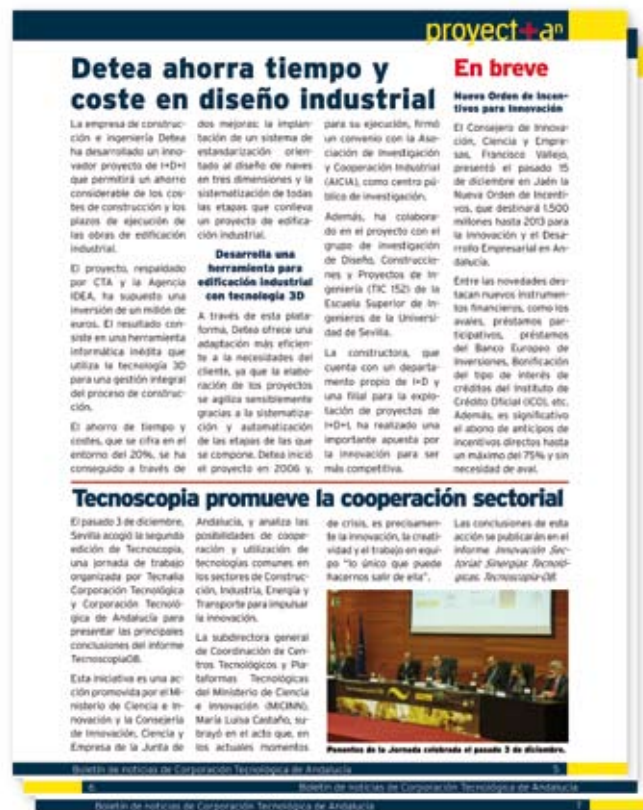 proyect+aⁿ
Detea ahorra tiempo y
coste en diseño industrial
La empresa de construc-
ción e ingeniería Detea
ha desarrollado un inno-
vador proyecto de I+D+I
que permitirá un ahorro
considerable de los cos-
tes de construcción y los
plazos de ejecución de
las obras de edificación
industrial.
El proyecto, respaldado
por CTA y la Agencia
IDEA, ha supuesto una
inversión de un millón de
euros. El resultado con-
siste en una herramienta
informática inédita que
utiliza la tecnología 3D
para una gestión integral
del proceso de construc-
ción.
El ahorro de tiempo y
costes, que se cifra en el
entorno del 20%, se ha
conseguido a través de
dos mejoras: la implan-
tación de un sistema de
estandarización orien-
tado al diseño de naves
en tres dimensiones y la
sistematización de todas
las etapas que conlleva
un proyecto de edifica-
ción industrial.
Desarrolla una
herramienta para
edificación industrial
con tecnología 3D
A través de esta plata-
forma, Detea ofrece una
adaptación más eficien-
te a la necesidades del
cliente, ya que la elabo-
ración de los proyectos
se agiliza sensiblemente
gracias a la sistematiza-
ción y automatización
de las etapas de las que
se compone. Detea inició
el proyecto en 2006 y,
para su ejecución, firmó
un convenio con la Aso-
ciación de Investigación
y Cooperación Industrial
(AICIA), como centro pú-
blico de investigación.
Además, ha colabora-
do en el proyecto con el
grupo de investigación
de Diseño, Construccio-
nes y Proyectos de In-
geniería (TIC 152) de la
Escuela Superior de In-
genieros de la Universi-
dad de Sevilla.
La constructora, que
cuenta con un departa-
mento propio de I+D y
una filial para la explo-
tación de proyectos de
I+D+I, ha realizado una
importante apuesta por
la innovación para ser
más competitiva.
En breve
Nueva Orden de Incen-
tivos para Innovación
El Consejero de Innova-
ción, Ciencia y Empre-
sas, Francisco Vallejo,
presentó el pasado 15
de diciembre en Jaén la
Nueva Orden de Incenti-
vos, que destinará 1.500
millones hasta 2013 para
la Innovación y el Desa-
rrollo Empresarial en An-
dalucía.
Entre las novedades des-
tacan nuevos instrumen-
tos financieros, como los
avales, préstamos par-
ticipativos, préstamos
del Banco Europeo de
Inversiones, Bonificación
del tipo de interés de
créditos del Instituto de
Crédito Oficial (ICO), etc.
Además, es significativo
el abono de anticipos de
incentivos directos hasta
un máximo del 75% y sin
necesidad de aval.
Tecnoscopia promueve la cooperación sectorial
El pasado 3 de diciembre,
Sevilla acogió la segunda
edición de Tecnoscopia,
una jornada de trabajo
organizada por Tecnalia
Corporación Tecnológica
y Corporación Tecnoló-
gica de Andalucía para
presentar las principales
conclusiones del informe
Tecnoscopia08.
Esta iniciativa es una ac-
ción promovida por el Mi-
nisterio de Ciencia e In-
novación y la Consejería
de Innovación, Ciencia y
Empresa de la Junta de
Andalucía, y analiza las
posibilidades de coope-
ración y utilización de
tecnologías comunes en
los sectores de Construc-
ción, Industria, Energía y
Transporte para impulsar
la innovación.
La subdirectora general
de Coordinación de Cen-
tros Tecnológicos y Pla-
taformas Tecnológicas
del Ministerio de Ciencia
e Innovación (MICINN),
María Luisa Castaño, su-
brayó en el acto que, en
los actuales momentos
de crisis, es precisamen-
te la innovación, la creati-
vidad y el trabajo en equi-
po "lo único que puede
hacernos salir de ella".
Las conclusiones de esta
acción se publicarán en el
informe Innovación Sec-
torial: Sinergias Tecnoló-
gicas. Tecnoscopia-08.
Ponentes de la Jornada celebrada el pasado 3 de diciembre.
Boletín de noticias de Corporación Tecnológica de Andalucía 5
6 Boletín de noticias de Corporación Tecnológica de Andalucía
Boletín de noticias de Corporación Tecnológica de Andalucía 7